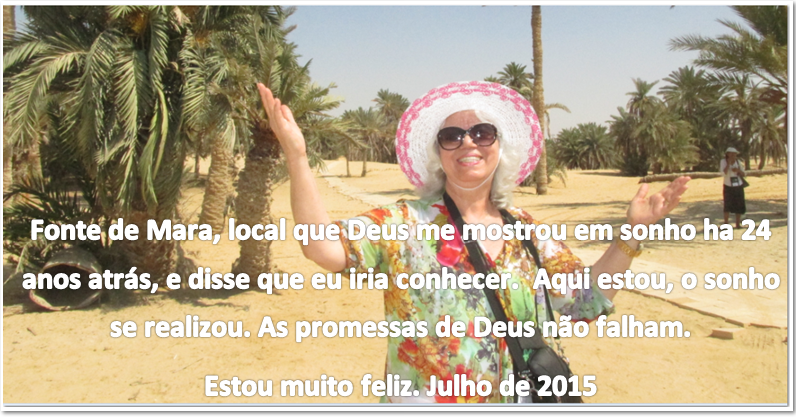 Fonte de Mara, local que Deus me mostrou em sonho ha 24
anos atrás, e disse que eu iria conhecer.  Aqui estou, o sonho
se realizou. As promessas de Deus não falham.
Estou muito feliz. Julho de 2015